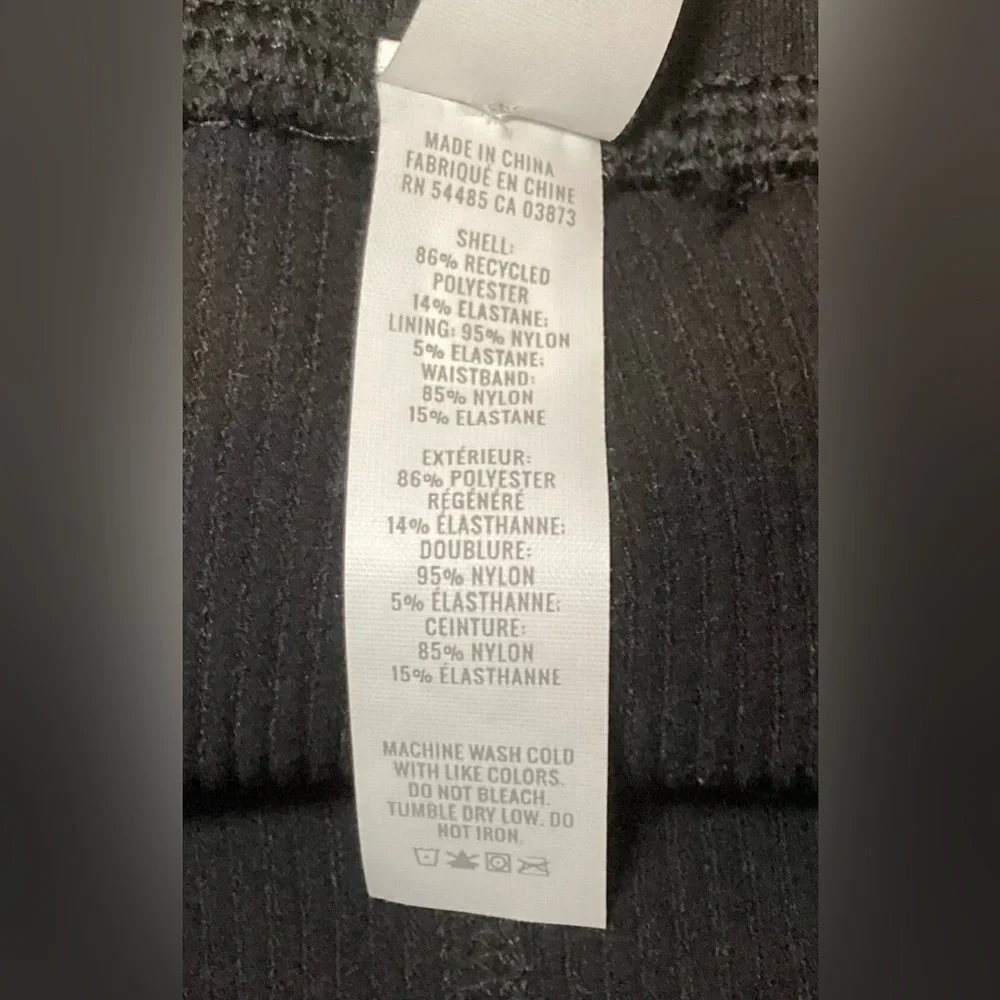 MADE IN CHINA
FABRIQUÉ EN CHINE
RN 54485 CA 03873
SHELL:
86% RECYCLED
POLYESTER
14% ELASTANE;
LINING: 95% NYLON
5% ELASTANE;
WAISTBAND:
85% NYLON
15% ELASTANE
EXTÉRIEUR:
86% POLYESTER
RÉGÉNÉRÉ
14% ÉLASTHANNE;
DOUBLURE:
95% NYLON
5% ÉLASTHANNE;
CEINTURE:
85% NYLON
15% ÉLASTHANNE
MACHINE WASH COLD
WITH LIKE COLORS.
DO NOT BLEACH.
TUMBLE DRY LOW. DO
NOT IRON.